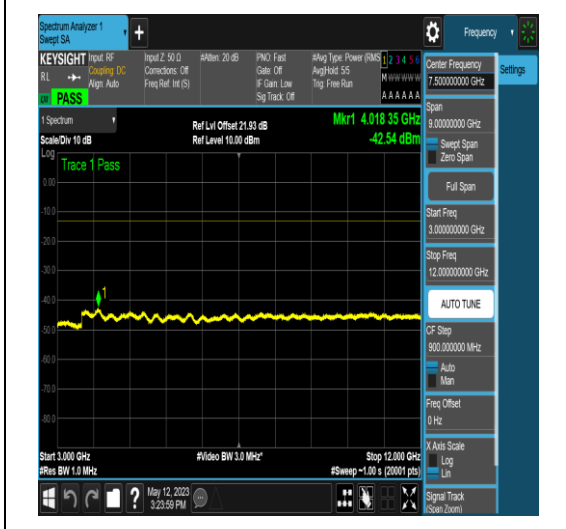 Spectrum Analyzer 1
Swept SA
Frequency
KEYSIGHT
RL
Input: RF
Coupling: DC
Align: Auto
Input Z: 50 Ω
Corrections: Off
Freq Ref: Int (S)
#Atten: 20 dB
PNO: Fast
Gate: Off
IF Gain: Low
Sig Track: Off
#Avg Type: Power (RMS
Avg|Hold: 5/5
Trig: Free Run
1 2 3 4 5 6
M W W W W W
A A A A A A
PASS
1 Spectrum
Scale/Div 10 dB
Ref Lvl Offset 21.93 dB
Ref Level 10.00 dBm
Mkr1 4.018 35 GHz
-42.54 dBm
Log
Trace 1 Pass
0.00
-10.0
-20.0
-30.0
-40.0
1
-50.0
-60.0
-70.0
-80.0
Start 3.000 GHz
#Res BW 1.0 MHz
#Video BW 3.0 MHz*
Stop 12.000 GHz
#Sweep ~1.00 s (20001 pts)
May 12, 2023
3:23:59 PM
Center Frequency
7.500000000 GHz
Settings
Span
9.00000000 GHz
Swept Span
Zero Span
Full Span
Start Freq
3.000000000 GHz
Stop Freq
12.000000000 GHz
AUTO TUNE
CF Step
900.000000 MHz
Auto
Man
Freq Offset
0 Hz
X Axis Scale
Log
Lin
Signal Track
(Span Zoom)